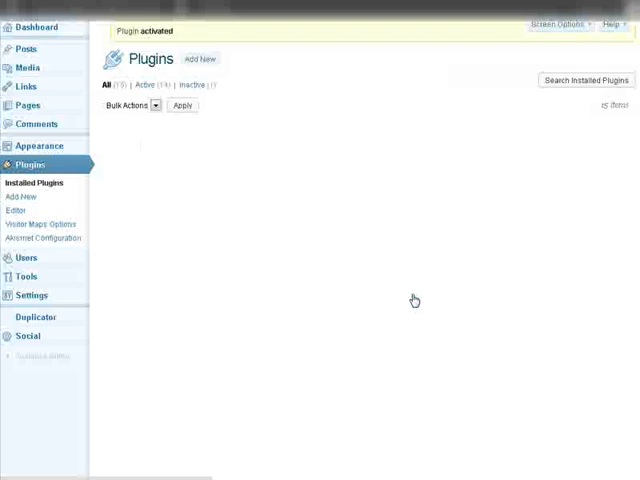 Dashboard
Screen Options
Help
Plugin activated
Posts
Plugins
Add New
Media
Links
All (15) | Active (14) | Inactive
Search Installed Plugins
Pages
Bulk Actions
Apply
15 items
Comments
Appearance
Plugins
Installed Plugins
Add New
Editor
Visitor Maps Options
Akismet Configuration
Users
Tools
Settings
Duplicator
Social